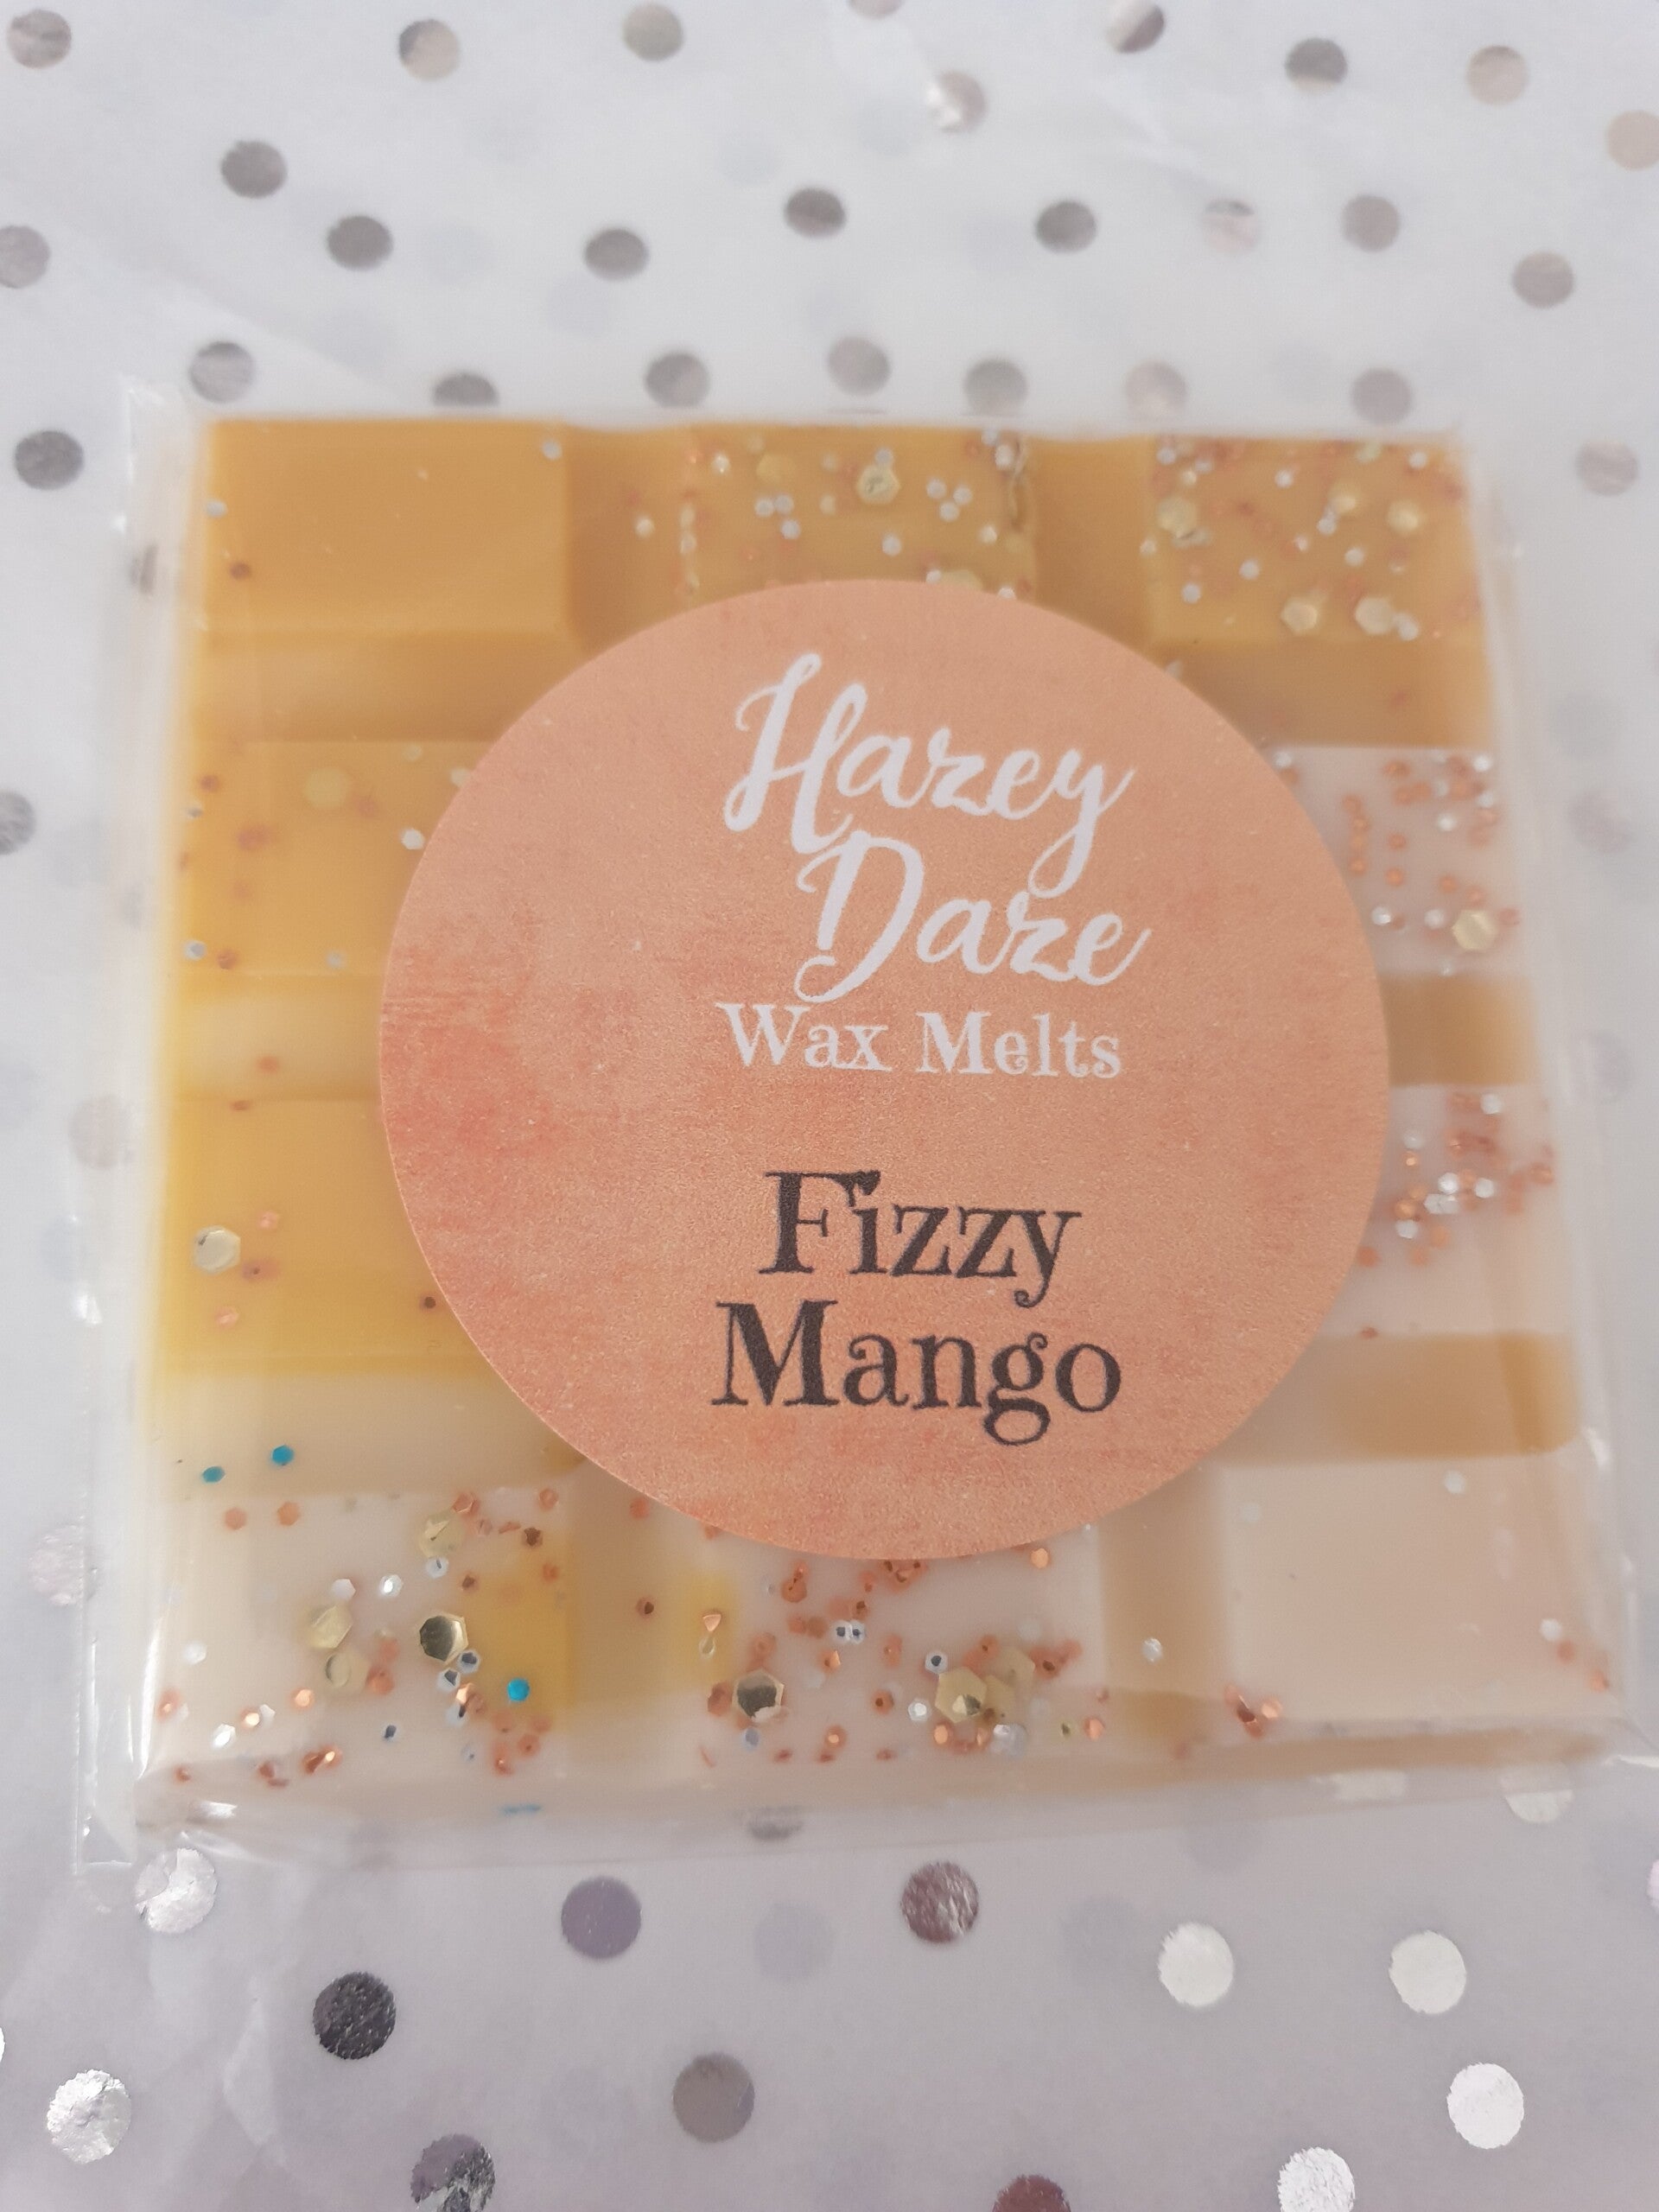 Hazey
Daze
Wax Melts
Fizzy
Mango